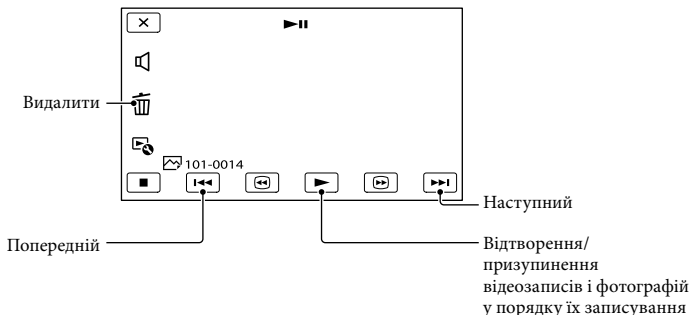 Видалити
101-0014
Наступний
Попередній
Відтворення/
призупинення
відеозаписів і фотографій
у порядку їх записування